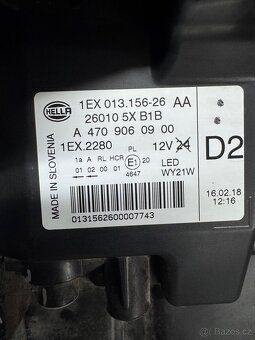 HELLA
1EX 013.156-26 AA
26010 5X B1B
A 470 906 09 00
1EX.2280 PL 12V 24
1a A RL HCR E1 20 LED
01 02 00 01 4647 WY21W
D2
16.02.18
12:16
0131562600007743
MADE IN SLOVENIA
sbazar.cz